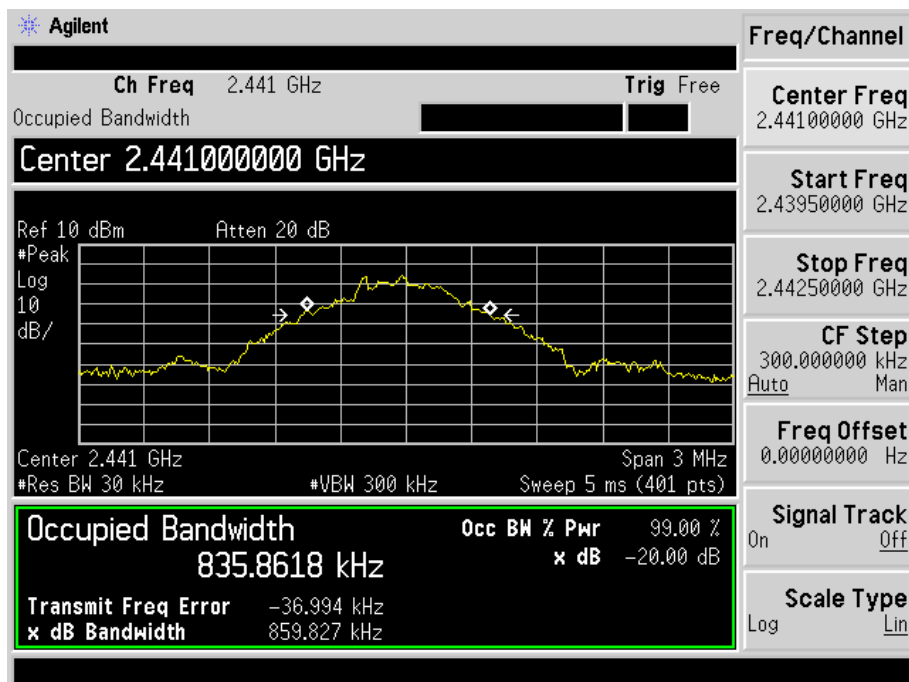 Agilent
Freq/Channel
Ch Freq 2.441 GHz Trig Free
Occupied Bandwidth
Center 2.441000000 GHz
Ref 10 dBm Atten 20 dB
#Peak
Log
10
dB/
Center 2.441 GHz Span 3 MHz
#Res BW 30 kHz #VBW 300 kHz Sweep 5 ms (401 pts)
Occupied Bandwidth Occ BW % Pwr 99.00 %
835.8618 kHz x dB -20.00 dB
Transmit Freq Error -36.994 kHz
x dB Bandwidth 859.827 kHz
Center Freq
2.44100000 GHz
Start Freq
2.43950000 GHz
Stop Freq
2.44250000 GHz
CF Step
300.000000 kHz
Auto Man
Freq Offset
0.00000000 Hz
Signal Track
On Off
Scale Type
Log Lin